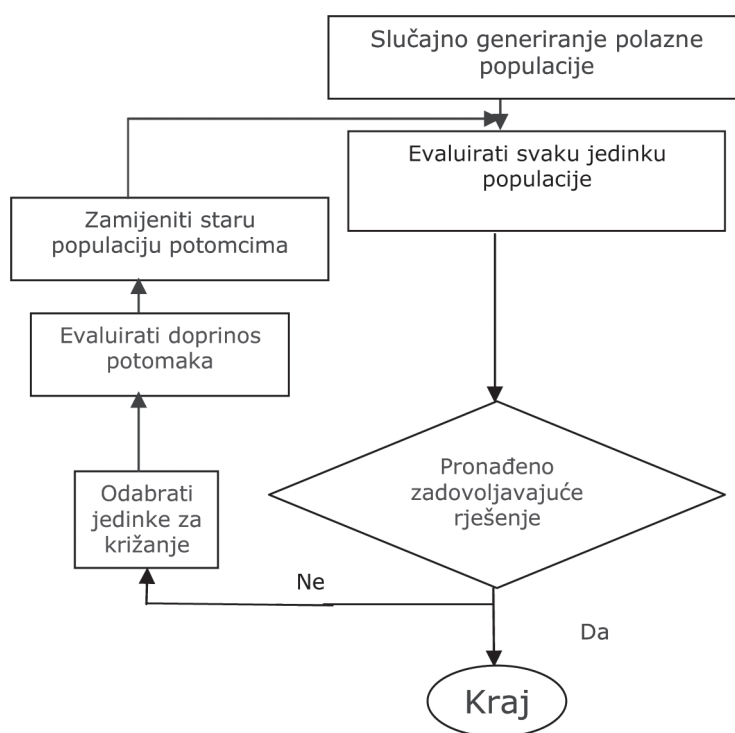 Slučajno generiranje polazne
populacije
Evaluirati svaku jedinku
populacije
Zamijeniti staru
populaciju potomcima
Evaluirati doprinos
potomaka
Odabrati
jedinke za
križanje
Pronađeno
zadovoljavajuće
rješenje
Ne
Da
Kraj